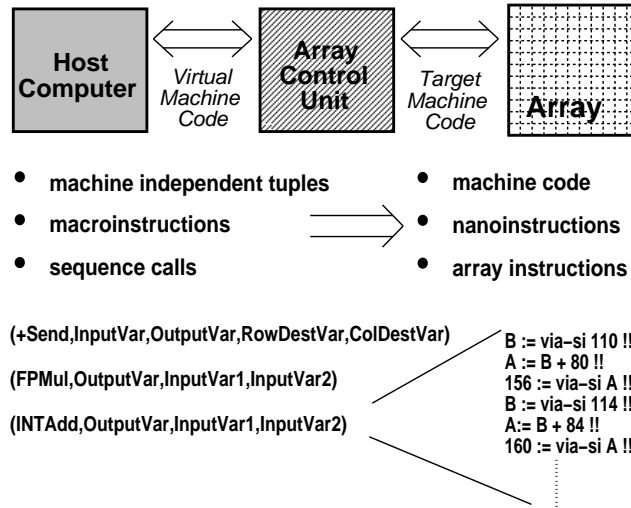 Host
Computer
Virtual
Machine
Code
Array
Control
Unit
Target
Machine
Code
Array
• machine independent tuples
• macroinstructions
• sequence calls
• machine code
• nanoinstructions
• array instructions
(+Send,InputVar,OutputVar,RowDestVar,ColDestVar)
(FPMul,OutputVar,InputVar1,InputVar2)
(INTAdd,OutputVar,InputVar1,InputVar2)
B := via–si 110 !!
A := B + 80 !!
156 := via–si A !!
B := via–si 114 !!
A:= B + 84 !!
160 := via–si A !!